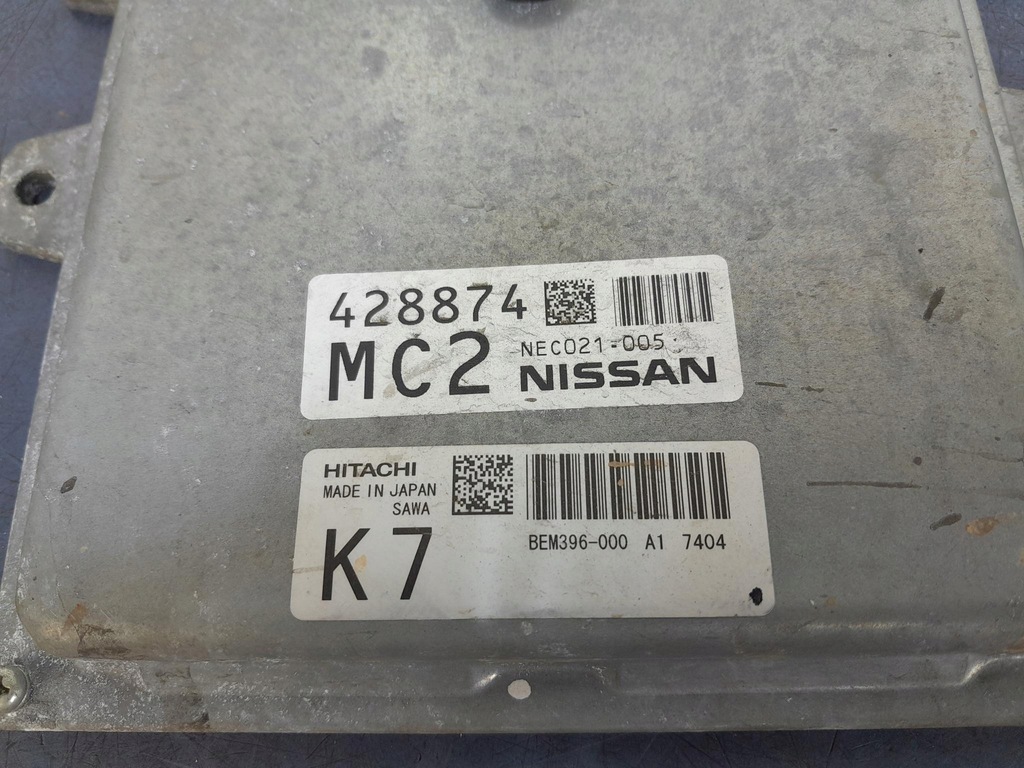 428874
MC2
NEC021-005
NISSAN
HITACHI
MADE IN JAPAN
SAWA
K7
BEM396-000 A1 7404